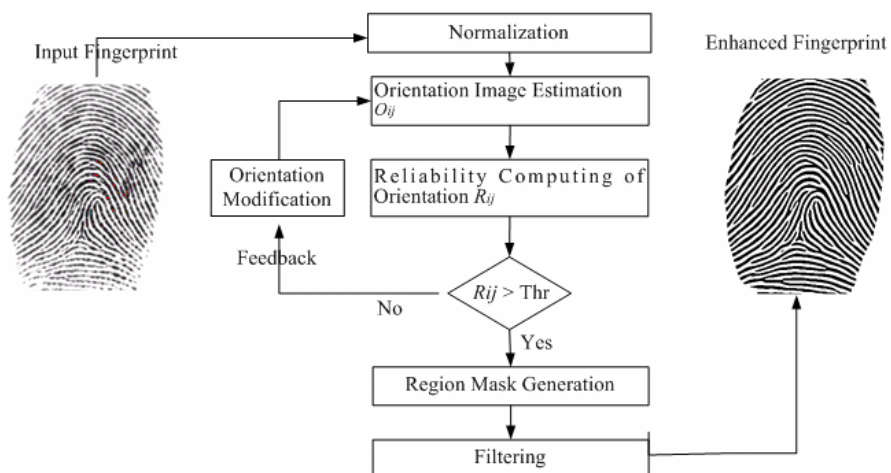 Input Fingerprint
Normalization
Enhanced Fingerprint
Orientation Image Estimation
Oij
Orientation
Modification
Reliability Computing of
Orientation Rij
Feedback
Rij > Thr
No
Yes
Region Mask Generation
Filtering